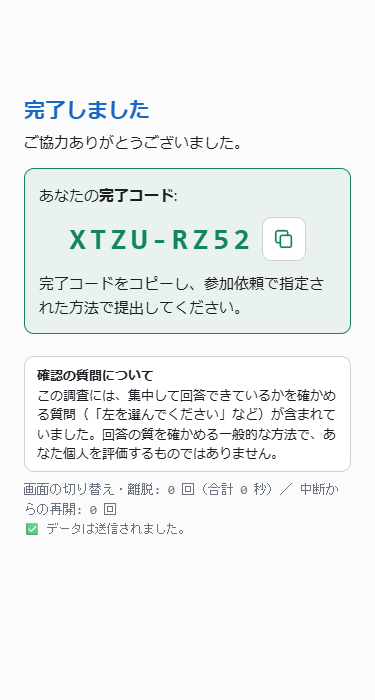 完了しました
ご協力ありがとうございました。
あなたの完了コード:
XTZU-RZ52
完了コードをコピーし、参加依頼で指定さ
れた方法で提出してください。
確認の質問について
この調査には、集中して回答できているかを確かめ
る質問（「左を選んでください」など）が含まれて
いました。回答の質を確かめる一般的な方法で、あ
なた個人を評価するものではありません。
画面の切り替え・離脱: 0 回（合計 0 秒）／ 中断か
らの再開: 0 回
✅ データは送信されました。